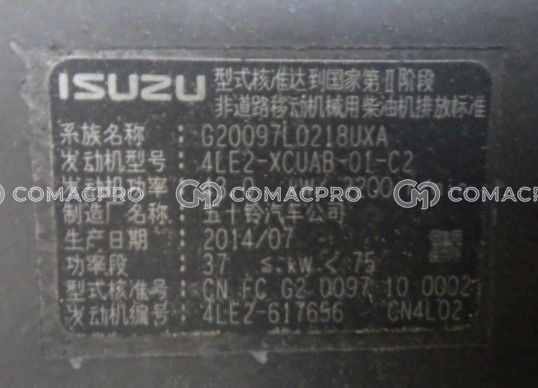 ISUZU 型式核准达到国家第Ⅱ阶段
非道路移动机械用柴油机排放标准
系族名称 : G20097L0218UXA
发动机型号 : 4LE2-XCUAB-01-C2
COMACPRO COMACPRO COMACPRO
制造厂名称 : 五十铃汽车公司
生产日期 : 2014/07
功率段 : 37 ≤ kW < 75
型式核准号 : CN FC G2 0097 10 0002
发动机编号 : 4LE2-617656 CN4L02